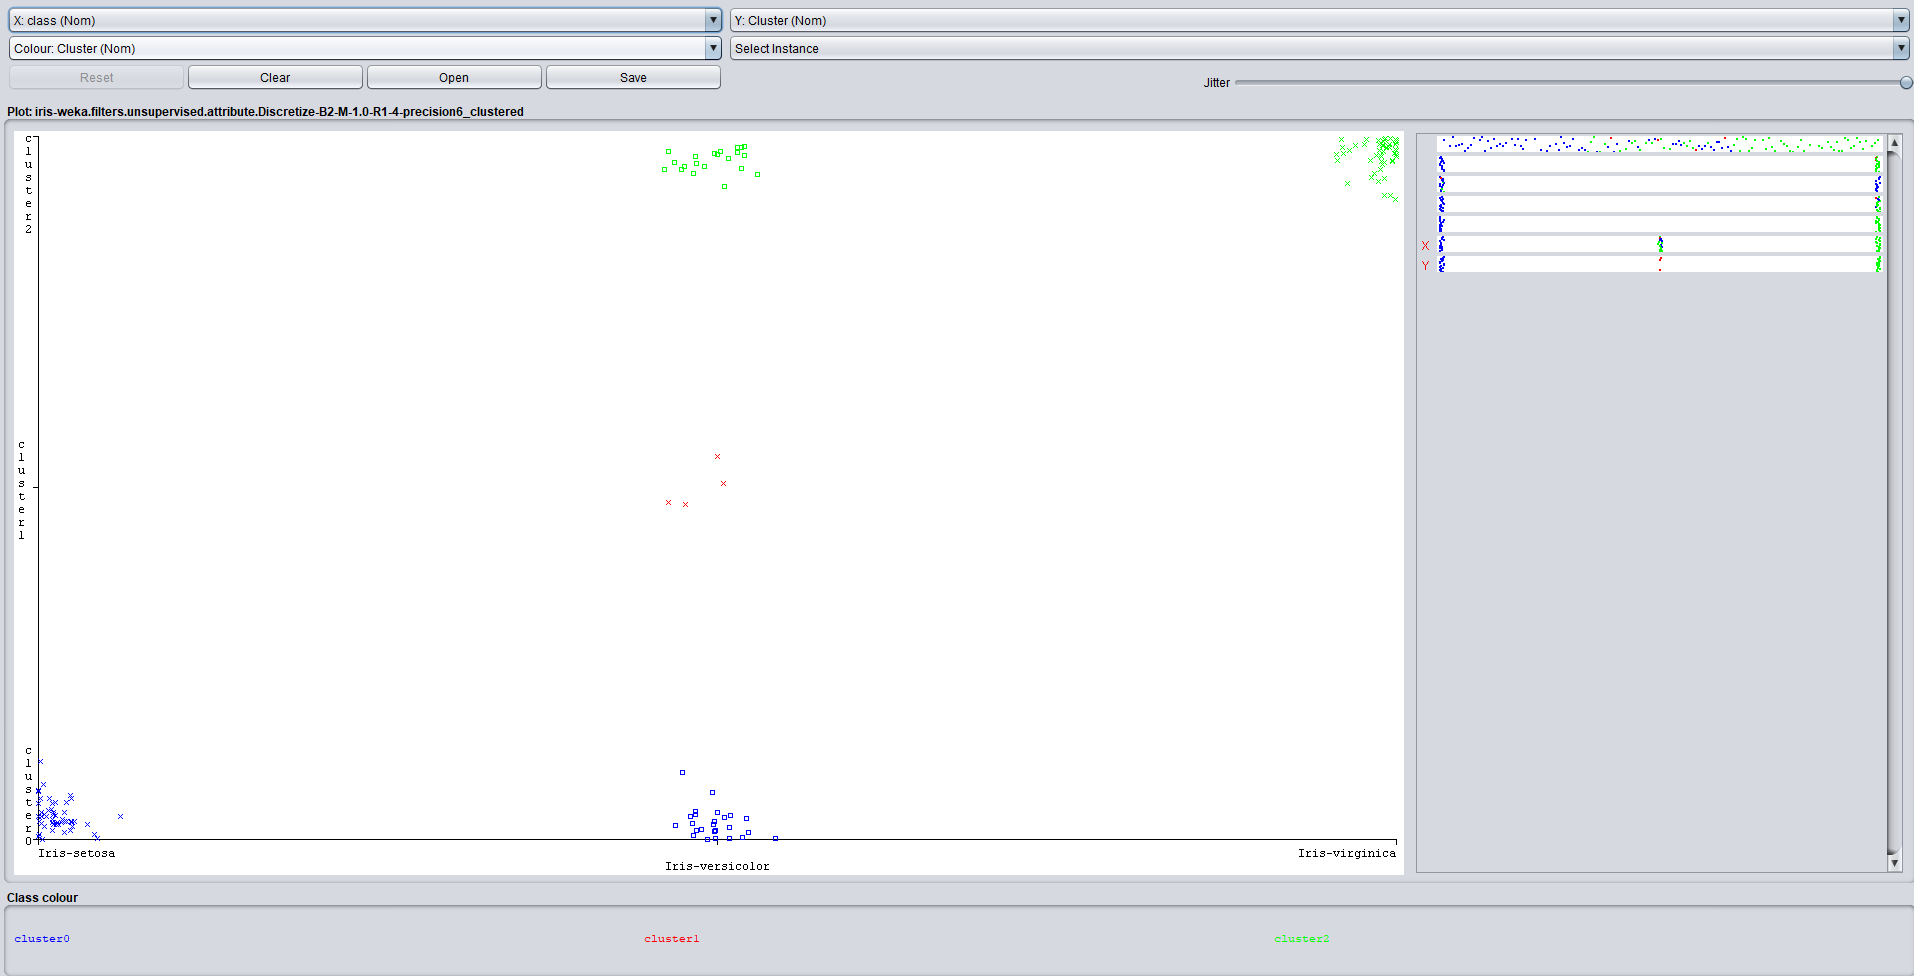 X: class (Nom)
Y: Cluster (Nom)
Colour: Cluster (Nom)
Select Instance
Reset
Clear
Open
Save
Jitter
Plot: iris-weka.filters.unsupervised.attribute.Discretize-B2-M-1.0-R1-4-precision6_clustered
cluster2
cluster1
cluster0
Iris-setosa
Iris-versicolor
Iris-virginica
X
Y
Class colour
cluster0
cluster1
cluster2